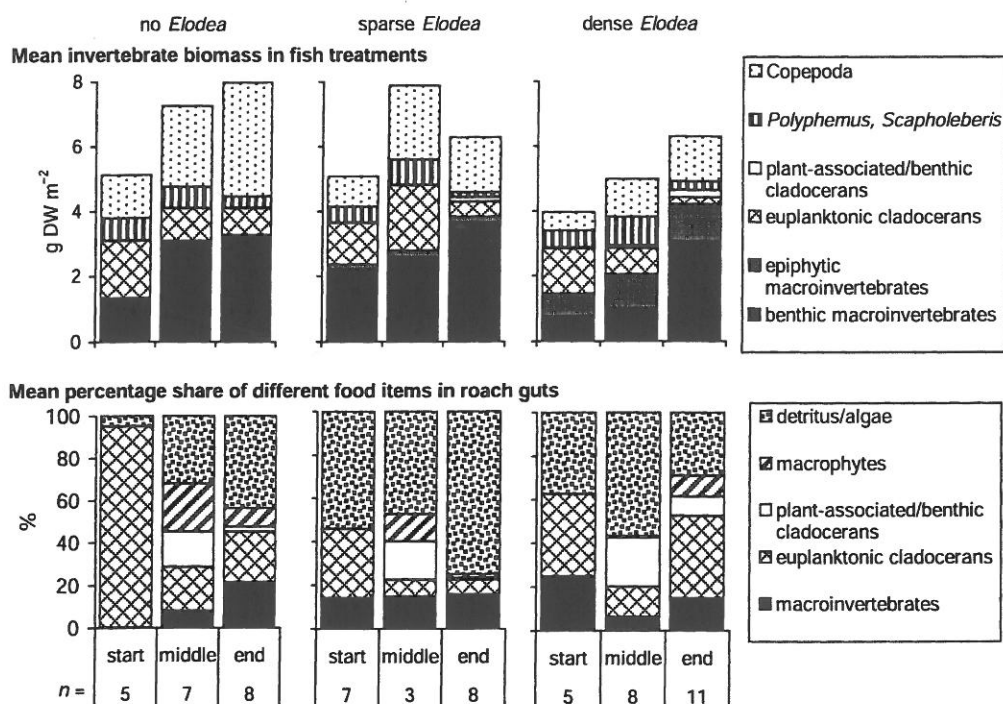 no Elodea sparse Elodea dense Elodea
Mean invertebrate biomass in fish treatments
8
6
4
2
0
g DW m⁻²
Copepoda
Polyphemus, Scapholeberis
plant-associated/benthic
cladocerans
euplanktonic cladocerans
epiphytic
macroinvertebrates
benthic macroinvertebrates
Mean percentage share of different food items in roach guts
100
80
60
40
20
0
%
detritus/algae
macrophytes
plant-associated/benthic
cladocerans
euplanktonic cladocerans
macroinvertebrates
start middle end start middle end start middle end
n = 5 7 8 7 3 8 5 8 11